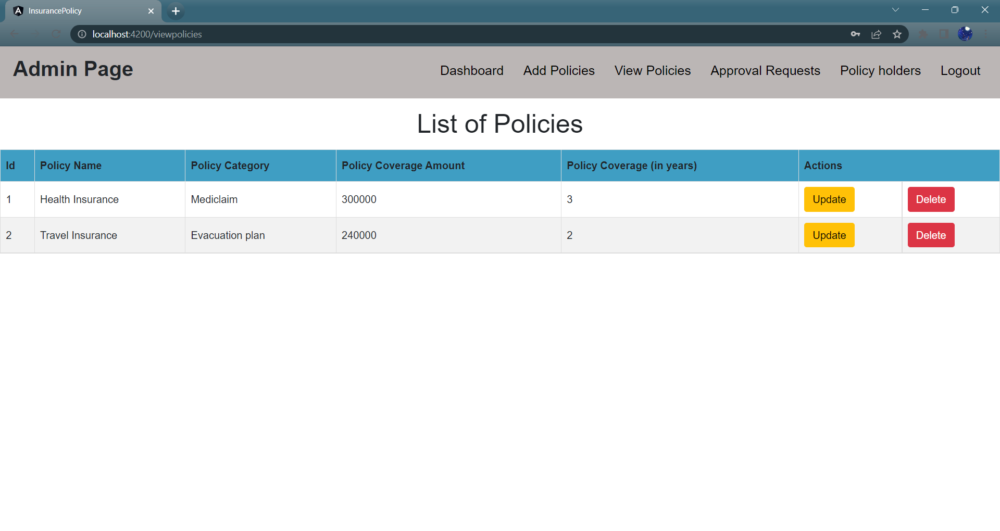 InsurancePolicy
localhost:4200/viewpolicies
Admin Page Dashboard Add Policies View Policies Approval Requests Policy holders Logout
List of Policies
Id Policy Name Policy Category Policy Coverage Amount Policy Coverage (in years) Actions
1 Health Insurance Mediclaim 300000 3 Update Delete
2 Travel Insurance Evacuation plan 240000 2 Update Delete